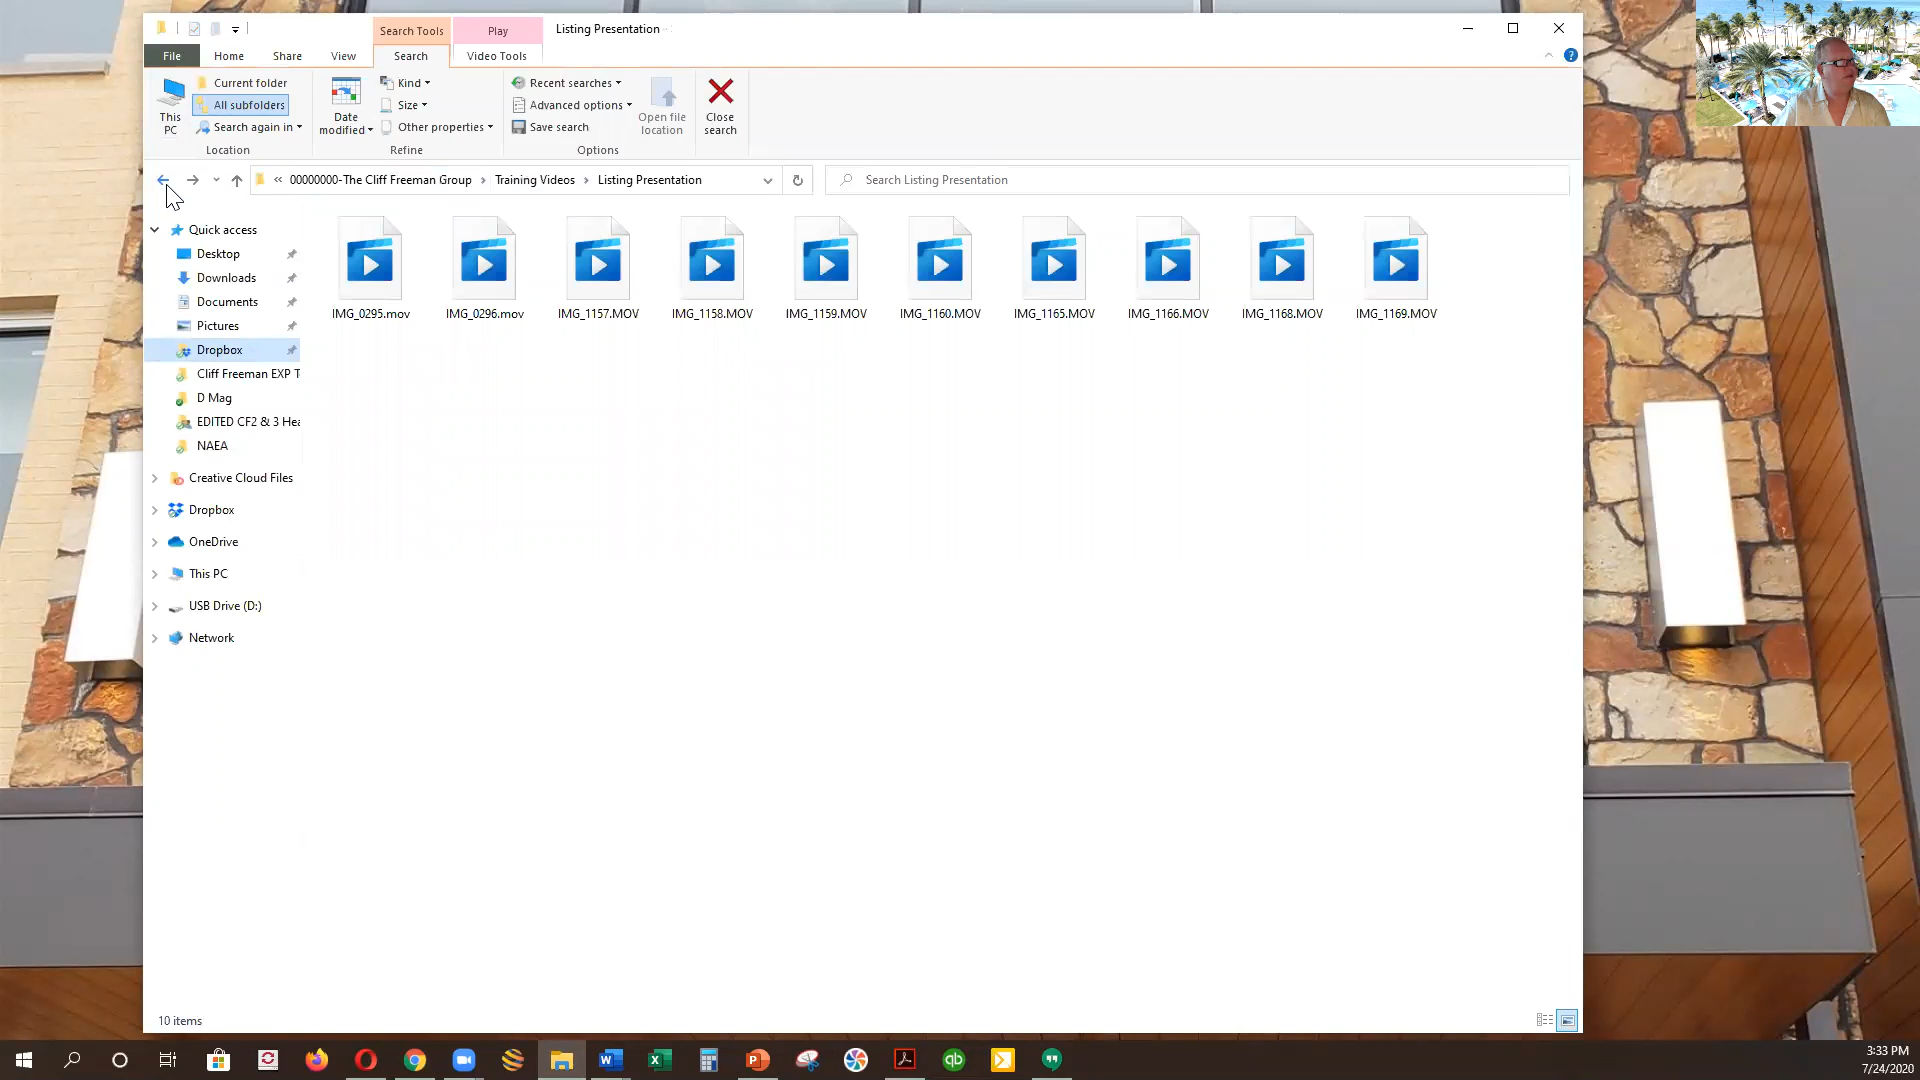 Search Tools
Play
Listing Presentation
File
Home
Share
View
Search
Video Tools
This PC
Current folder
All subfolders
Search again in
Location
Date modified
Kind
Size
Other properties
Refine
Recent searches
Advanced options
Save search
Options
Open file location
Close search
« 00000000-The Cliff Freeman Group > Training Videos > Listing Presentation
Search Listing Presentation
Quick access
Desktop
Downloads
Documents
Pictures
Dropbox
Cliff Freeman EXP T
D Mag
EDITED CF2 & 3 Hea
NAEA
Creative Cloud Files
Dropbox
OneDrive
This PC
USB Drive (D:)
Network
IMG_0295.mov
IMG_0296.mov
IMG_1157.MOV
IMG_1158.MOV
IMG_1159.MOV
IMG_1160.MOV
IMG_1165.MOV
IMG_1166.MOV
IMG_1168.MOV
IMG_1169.MOV
10 items
3:33 PM
7/24/2020